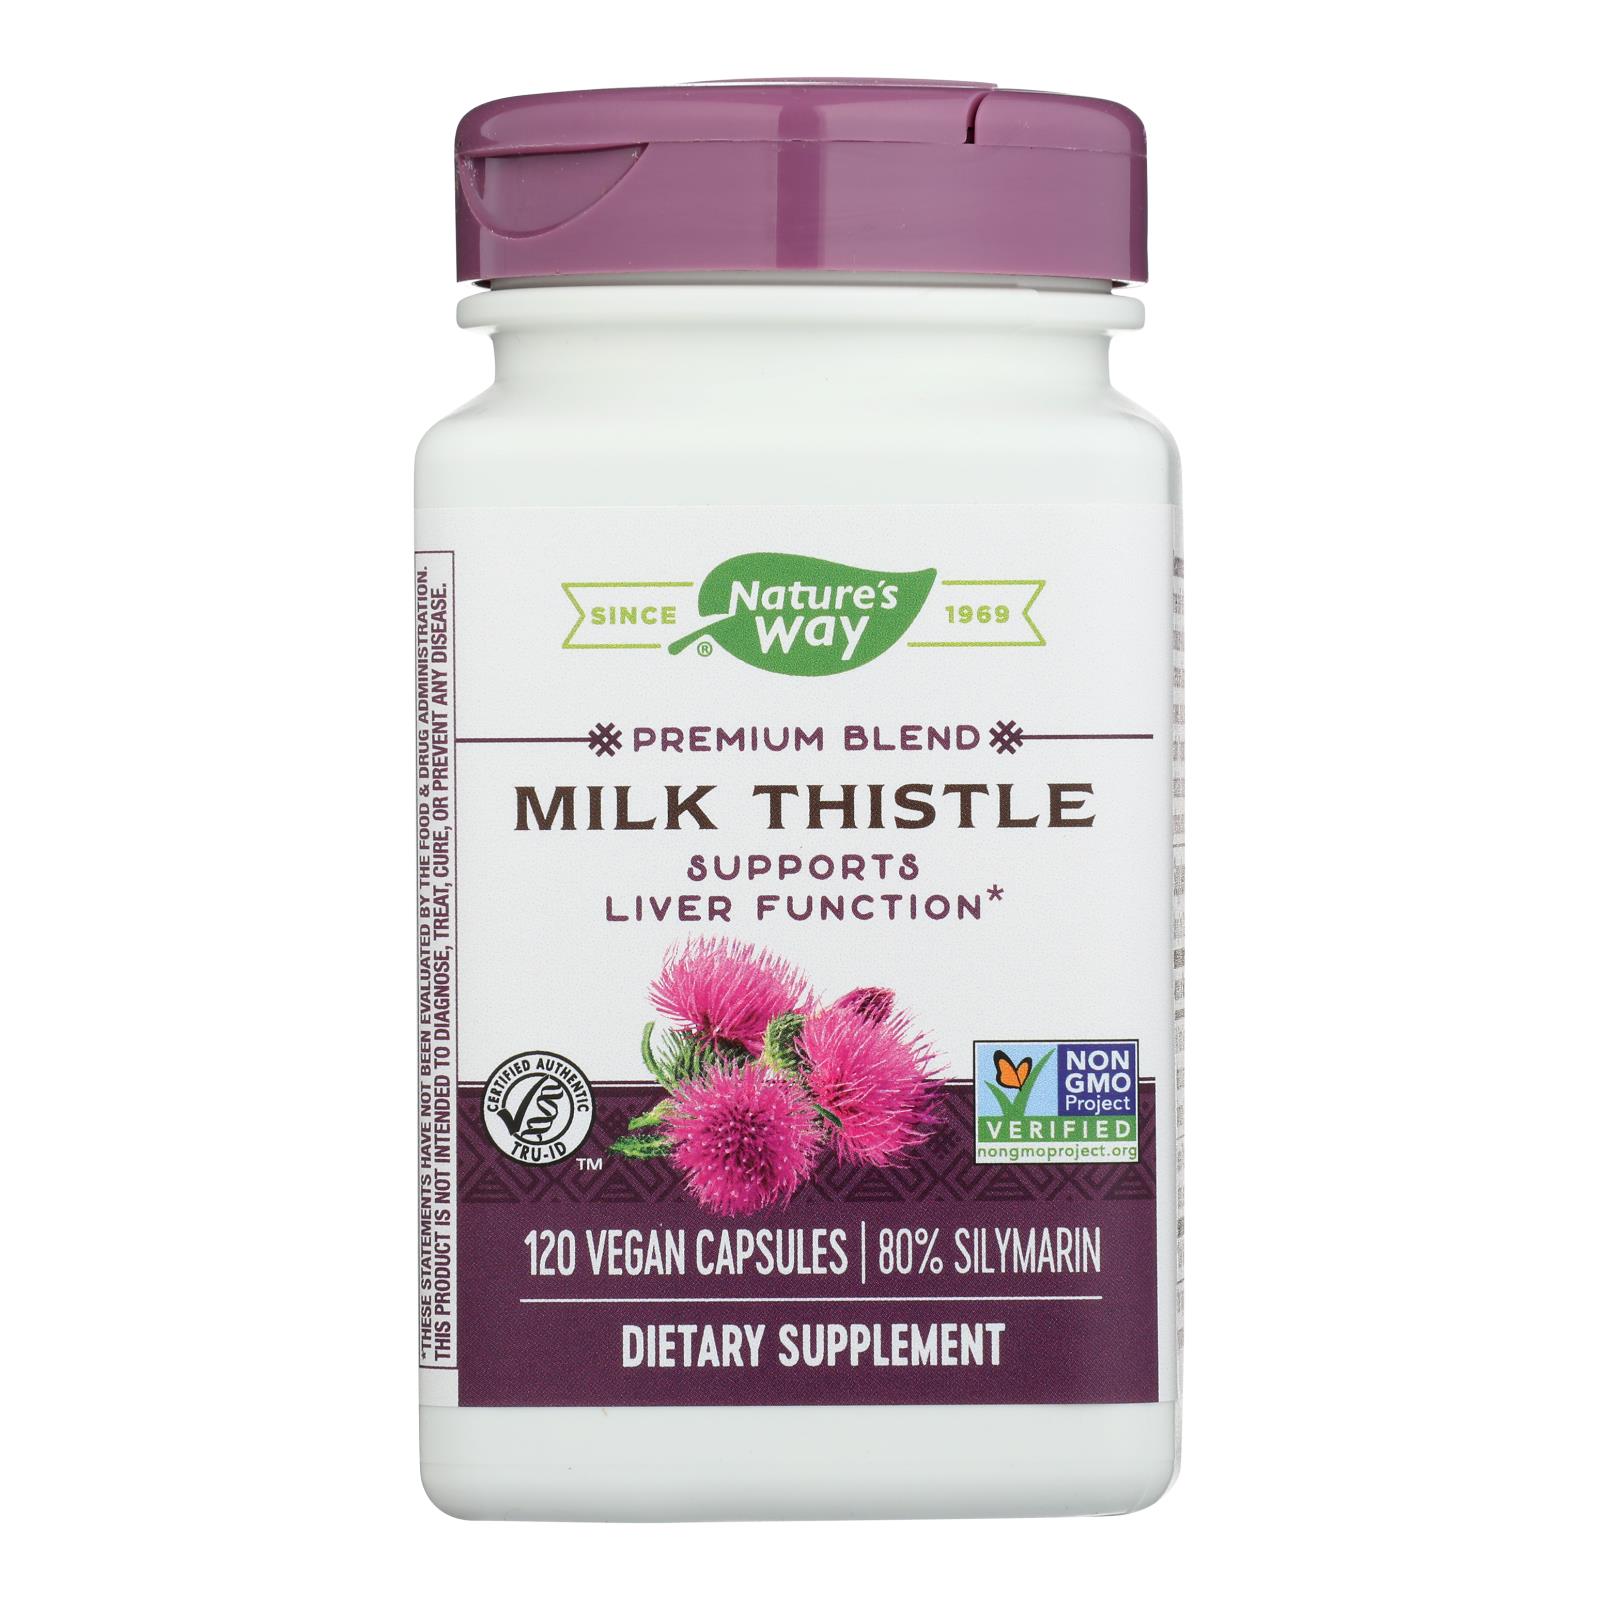 SINCE
Nature's
Way
®
1969
PREMIUM BLEND
MILK THISTLE
SUPPORTS
LIVER FUNCTION*
CERTIFIED AUTHENTIC
TRU-ID
™
NON
GMO
Project
VERIFIED
nongmoproject.org
120 VEGAN CAPSULES | 80% SILYMARIN
DIETARY SUPPLEMENT
*THESE STATEMENTS HAVE NOT BEEN EVALUATED BY THE FOOD & DRUG ADMINISTRATION.
THIS PRODUCT IS NOT INTENDED TO DIAGNOSE, TREAT, CURE, OR PREVENT ANY DISEASE.